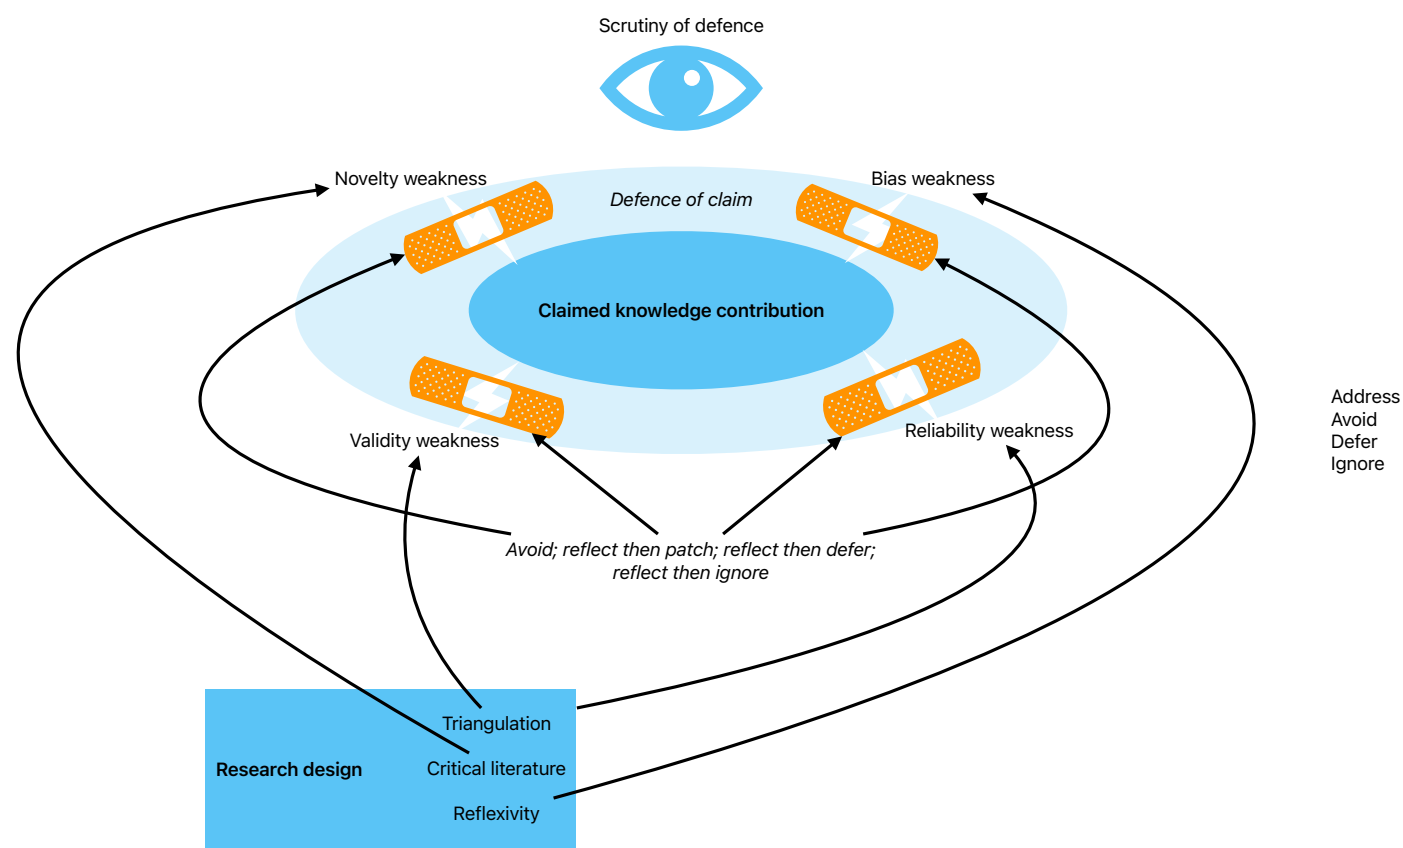 Scrutiny of defence
Novelty weakness
Bias weakness
Defence of claim
Claimed knowledge contribution
Address
Avoid
Defer
Ignore
Validity weakness
Reliability weakness
Avoid; reflect then patch; reflect then defer;
reflect then ignore
Triangulation
Research design
Critical literature
Reflexivity